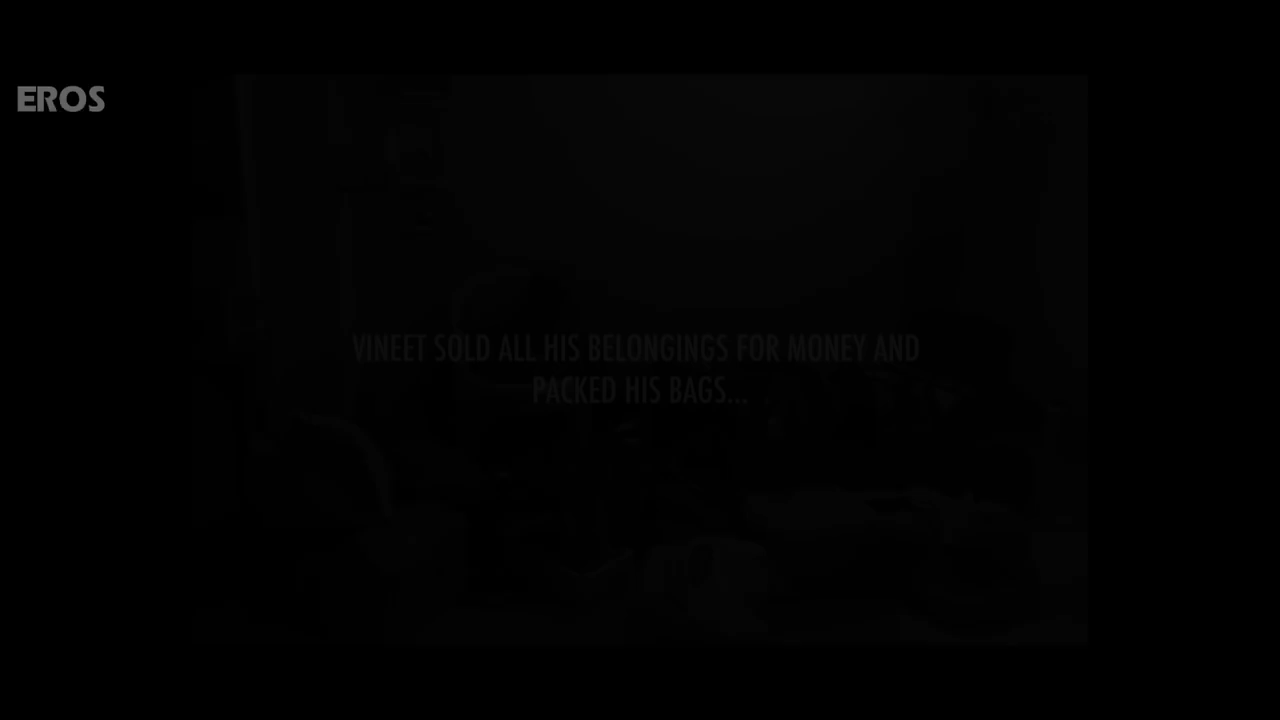 EROS
VINEET SOLD ALL HIS BELONGINGS FOR MONEY AND
PACKED HIS BAGS...